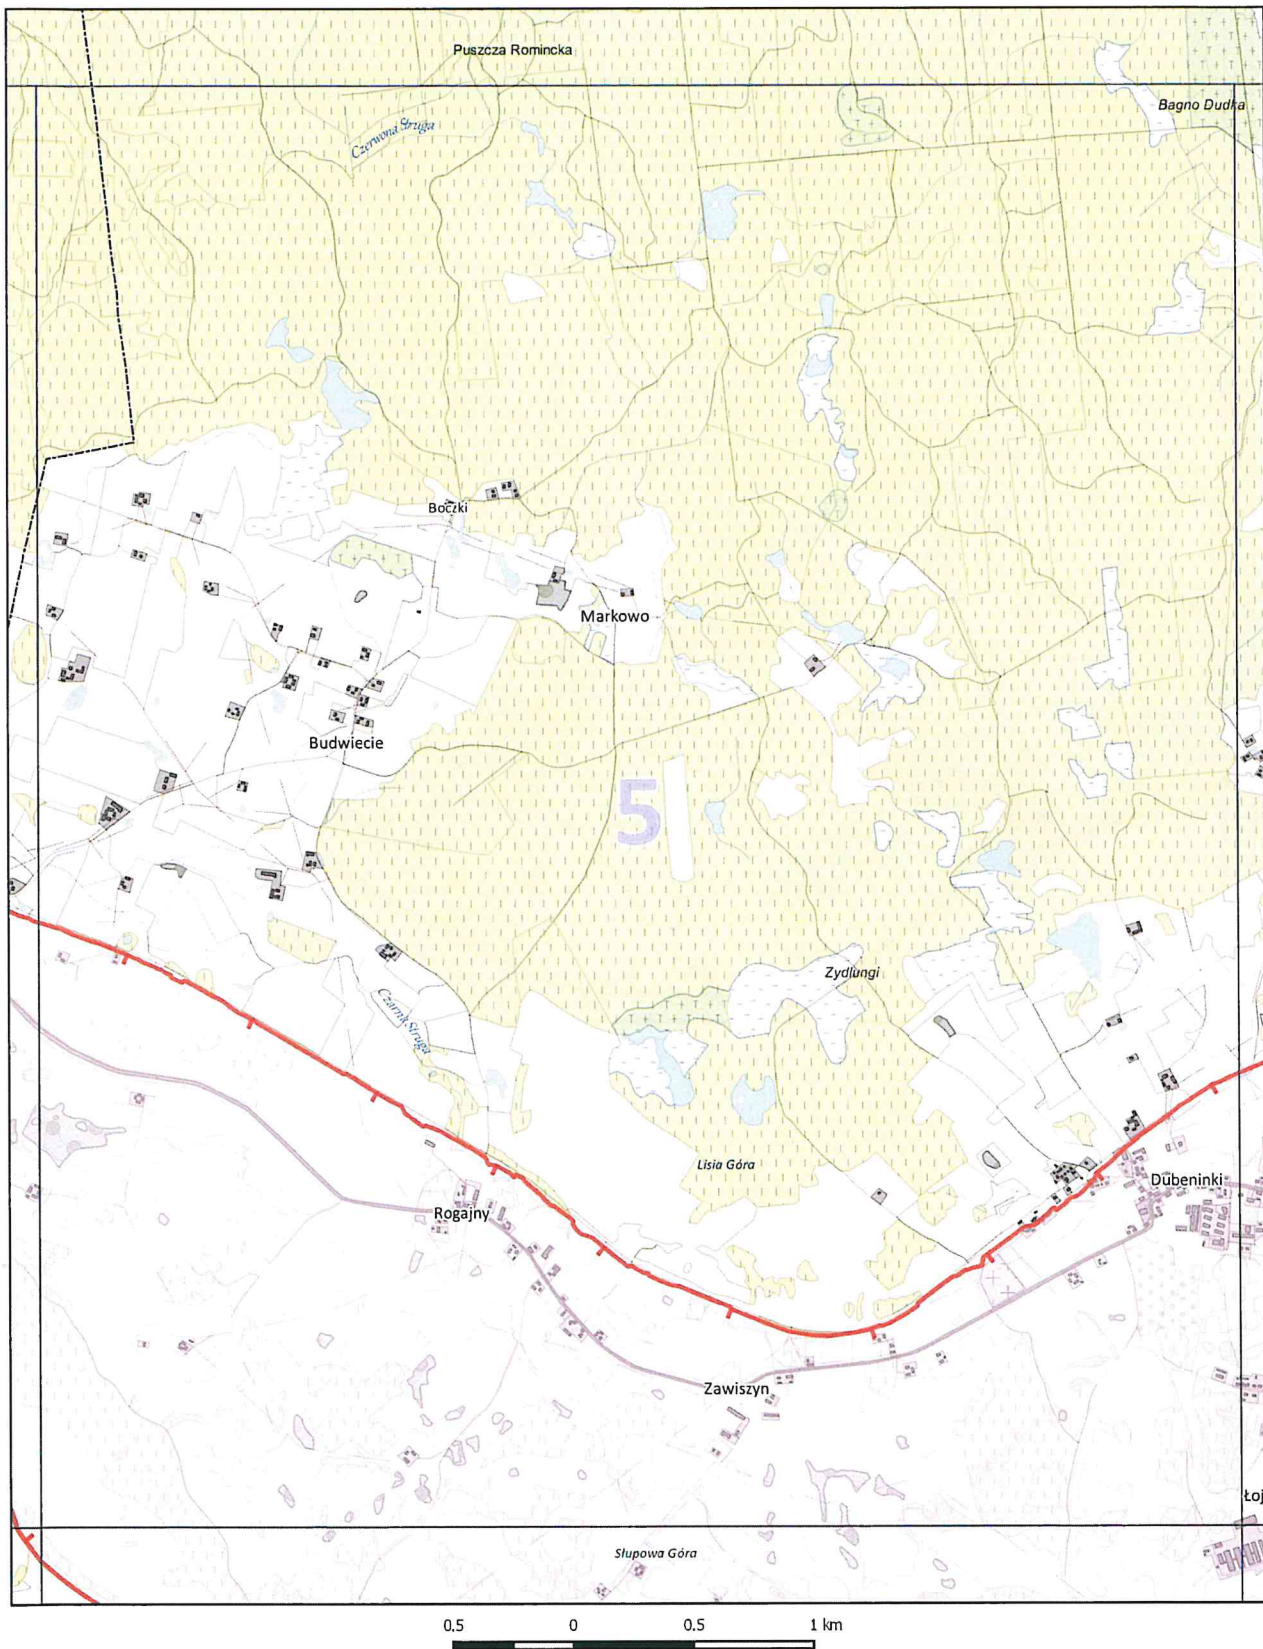 Puszcza Romincka
Bagno Dudka
Czerwona Struga
Boczki
Markowo
Budwiecie
5
Zydlungi
Czarna Struga
Lisia Góra
Dubeninki
Rogajny
Zawiszyn
Łoj
Słupowa Góra
0.5 0 0.5 1 km